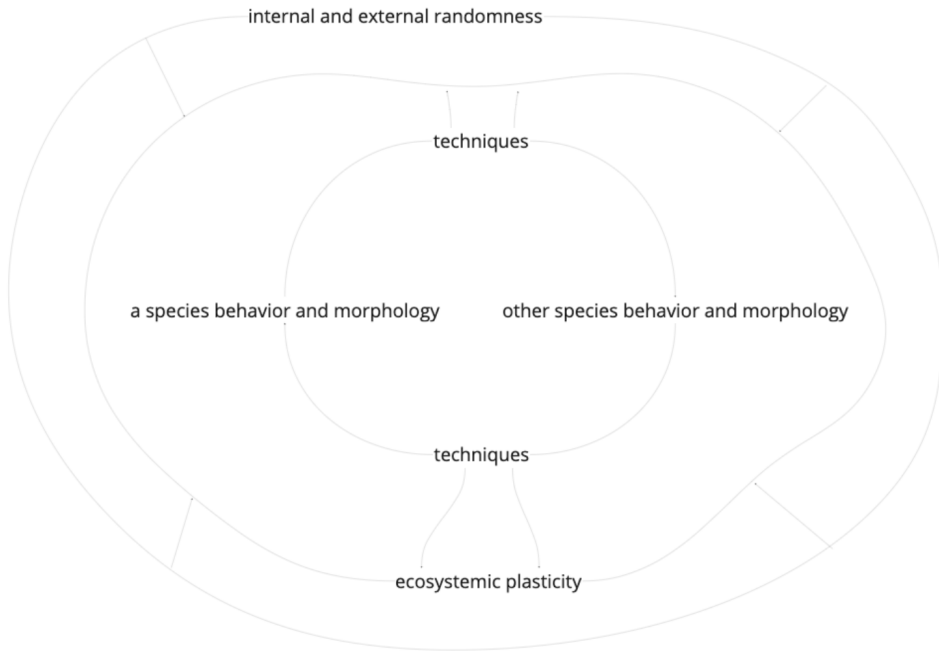 internal and external randomness
techniques
a species behavior and morphology
other species behavior and morphology
techniques
ecosystemic plasticity